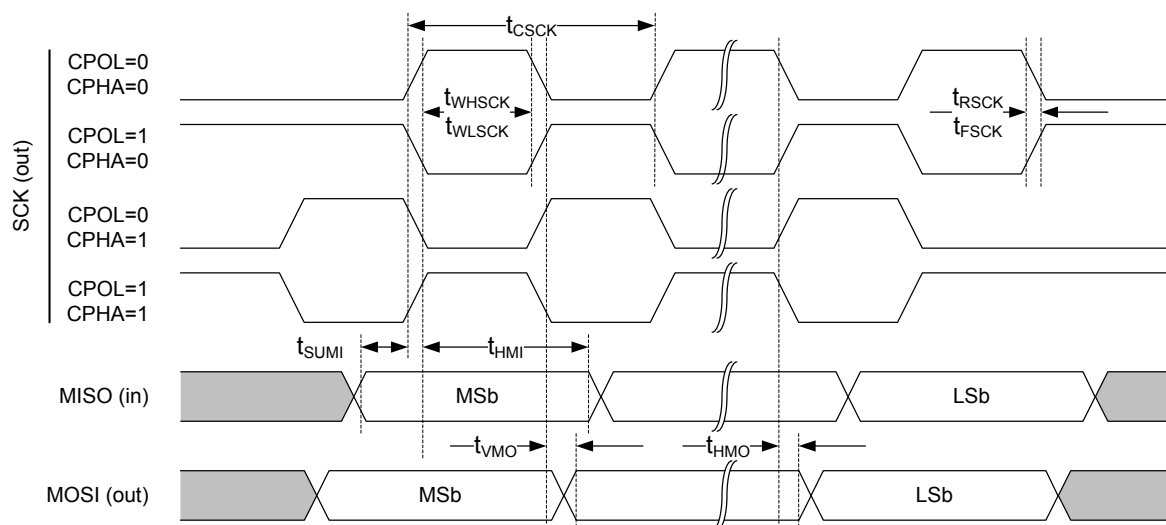 tCSCK
CPOL=0
CPHA=0
tWHSCK
tWLSCK
tRSCK
tFSCK
CPOL=1
CPHA=0
SCK (out)
CPOL=0
CPHA=1
CPOL=1
CPHA=1
tSUMI
tHMI
MISO (in)
MSb
LSb
tVMO
tHMO
MOSI (out)
MSb
LSb